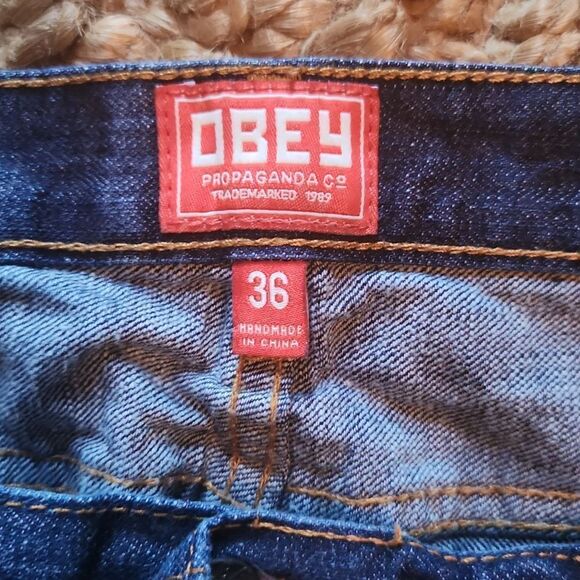 OBEY
PROPAGANDA Co
TRADEMARKED 1989
36
HANDMADE
IN CHINA